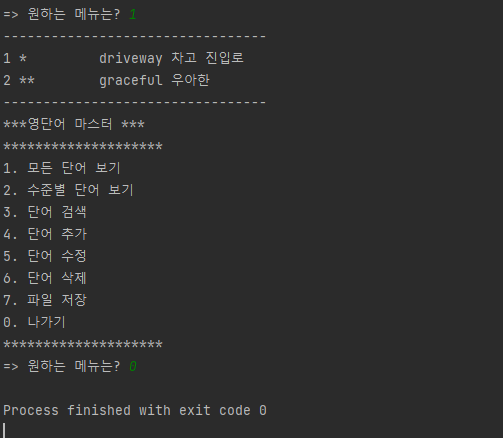 => 원하는 메뉴는? 1
---------------------------------
1 *         driveway 차고 진입로
2 **        graceful 우아한
---------------------------------
***영단어 마스터 ***
********************
1. 모든 단어 보기
2. 수준별 단어 보기
3. 단어 검색
4. 단어 추가
5. 단어 수정
6. 단어 삭제
7. 파일 저장
0. 나가기
********************
=> 원하는 메뉴는? 0
Process finished with exit code 0